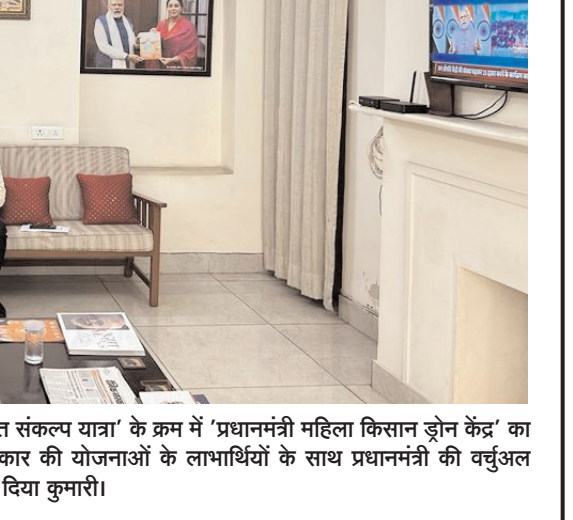 त संकल्प यात्रा’ के क्रम में ’प्रधानमंत्री महिला किसान ड्रोन केंद्र’ का
कार की योजनाओं के लाभार्थियों के साथ प्रधानमंत्री की वर्चुअल
दिया कुमारी।